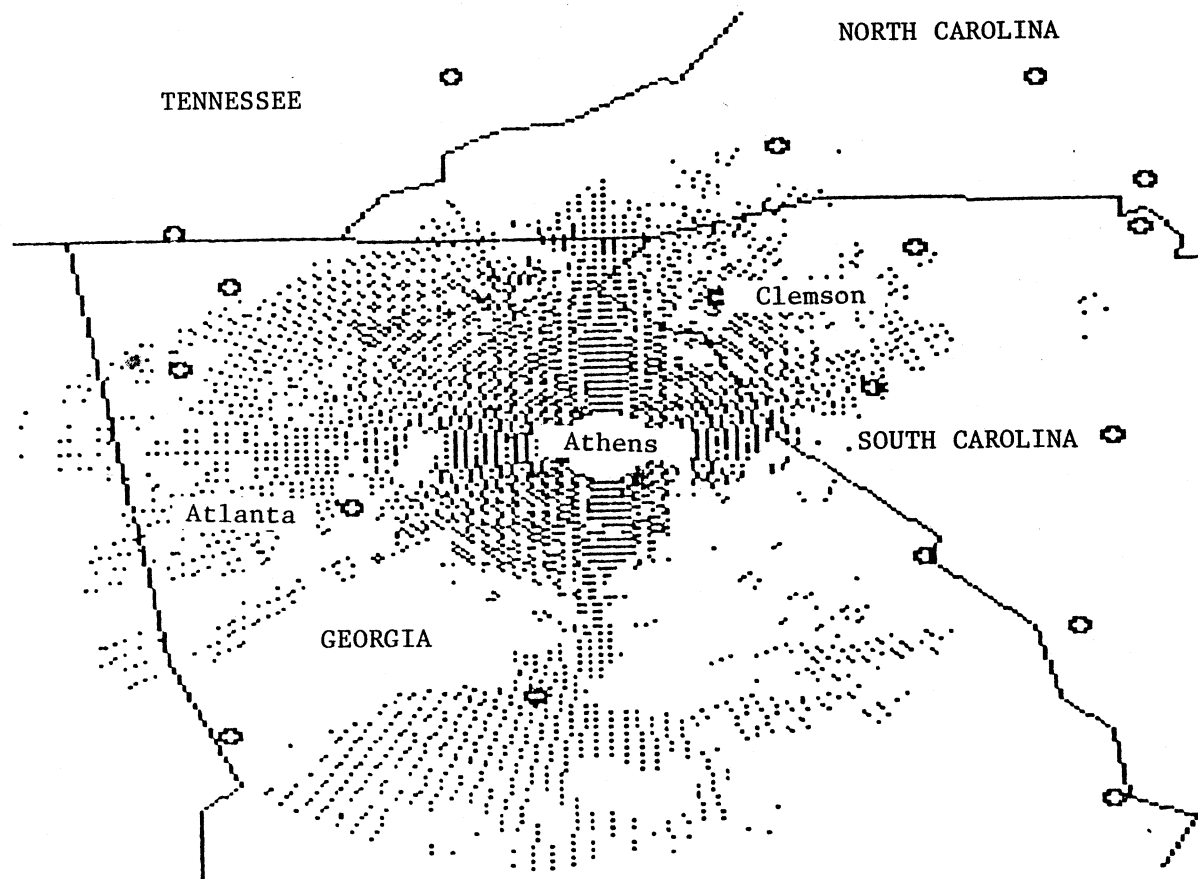 NORTH CAROLINA
TENNESSEE
Clemson
Athens
SOUTH CAROLINA
Atlanta
GEORGIA